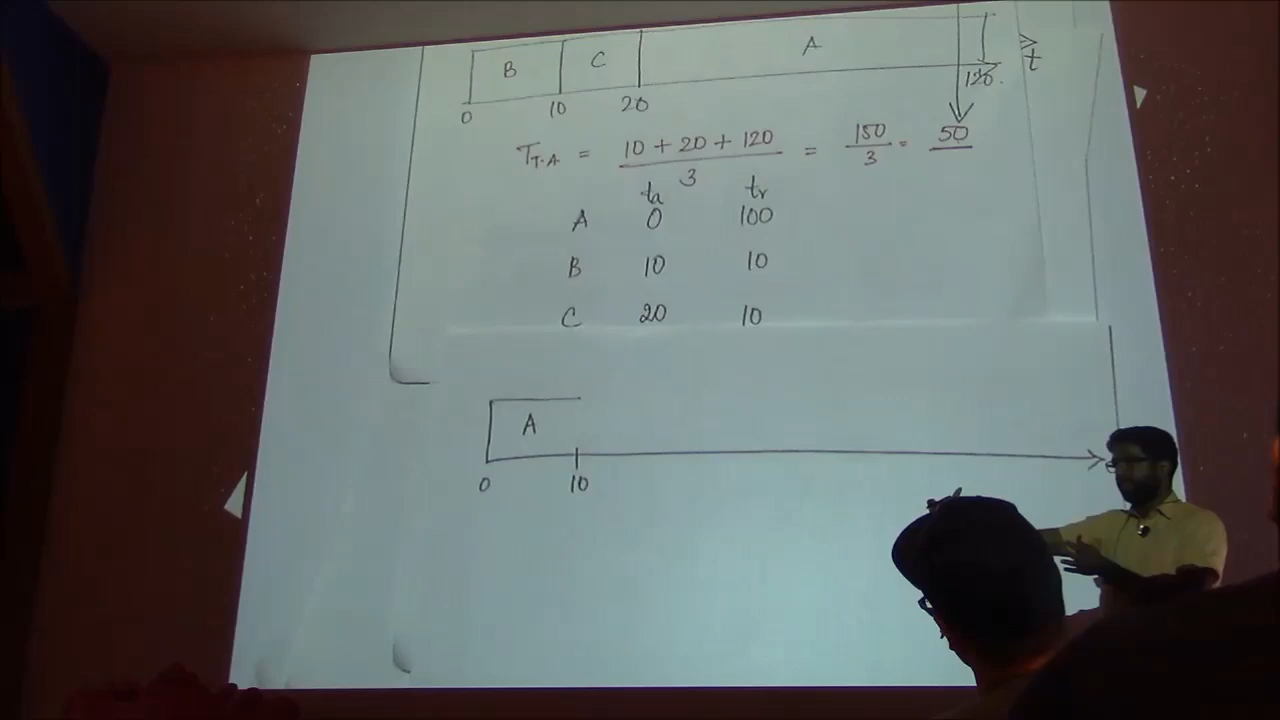 B C A
0 10 20 120. t
T T.A = 10 + 20 + 120 / 3 = 150 / 3 = 50
ta tr
A 0 100
B 10 10
C 20 10
A
0 10